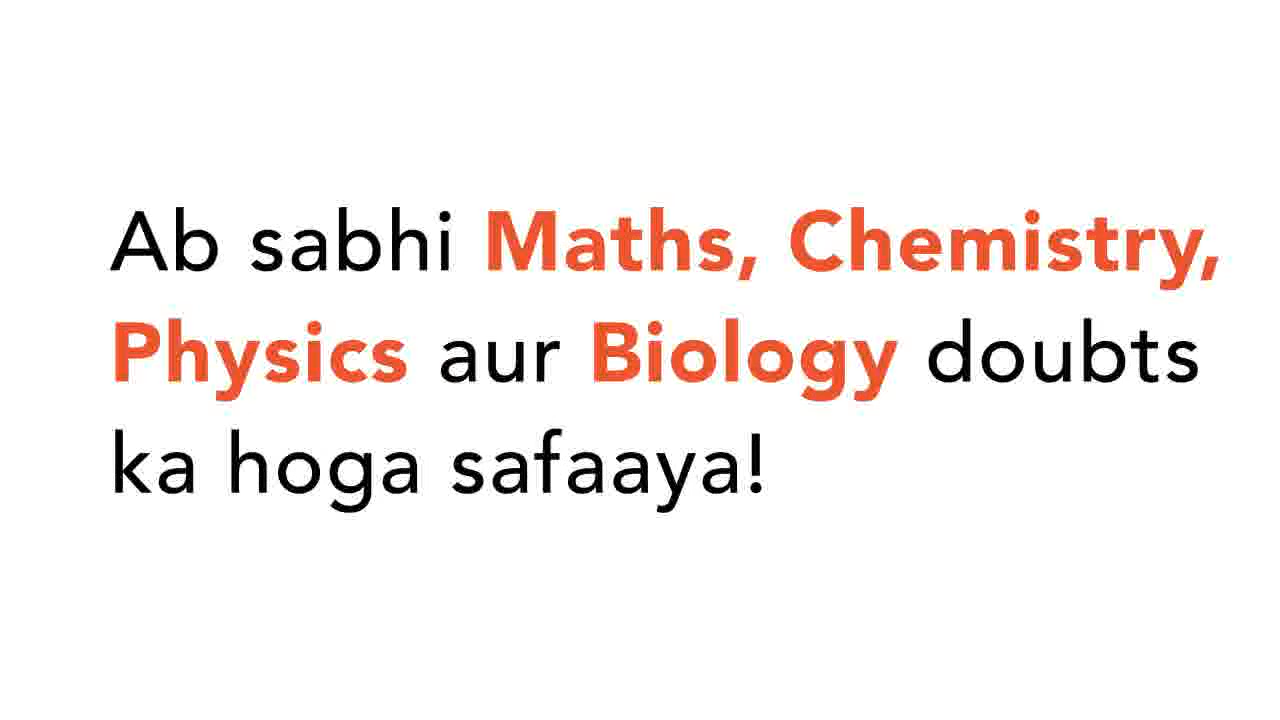 Ab sabhi Maths, Chemistry,
Physics aur Biology doubts
ka hoga safaaya!